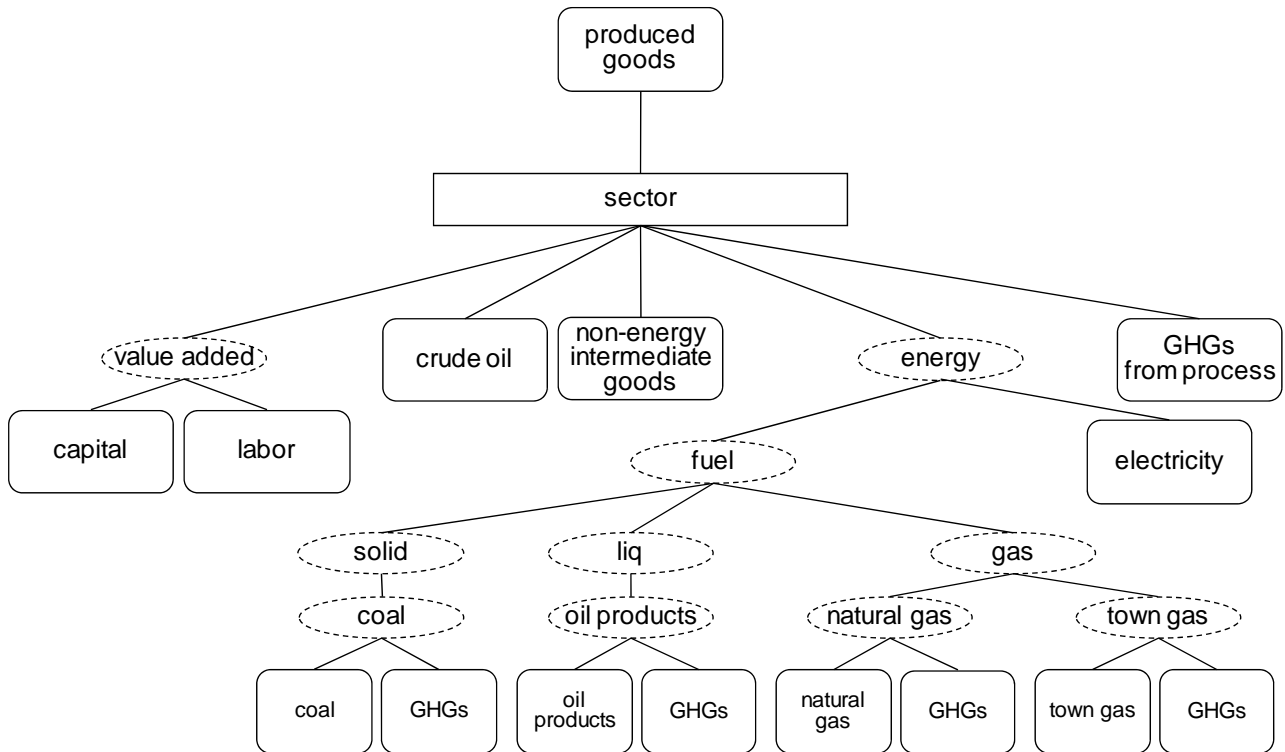 produced
goods
sector
value added
crude oil
non-energy
intermediate
goods
energy
GHGs
from process
capital
labor
fuel
electricity
solid
liq
gas
coal
oil products
natural gas
town gas
coal
GHGs
oil
products
GHGs
natural
gas
GHGs
town gas
GHGs